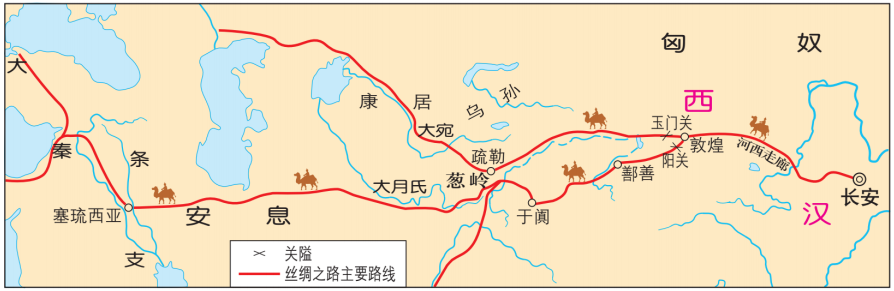 匈 奴
大
西
康 居
乌 孙
大宛
玉门关
敦煌
河西走廊
秦
条
疏勒
阳关
鄯善
葱岭
大月氏
长安
塞琉西亚
安 息
于阗
汉
支
关隘
丝绸之路主要路线